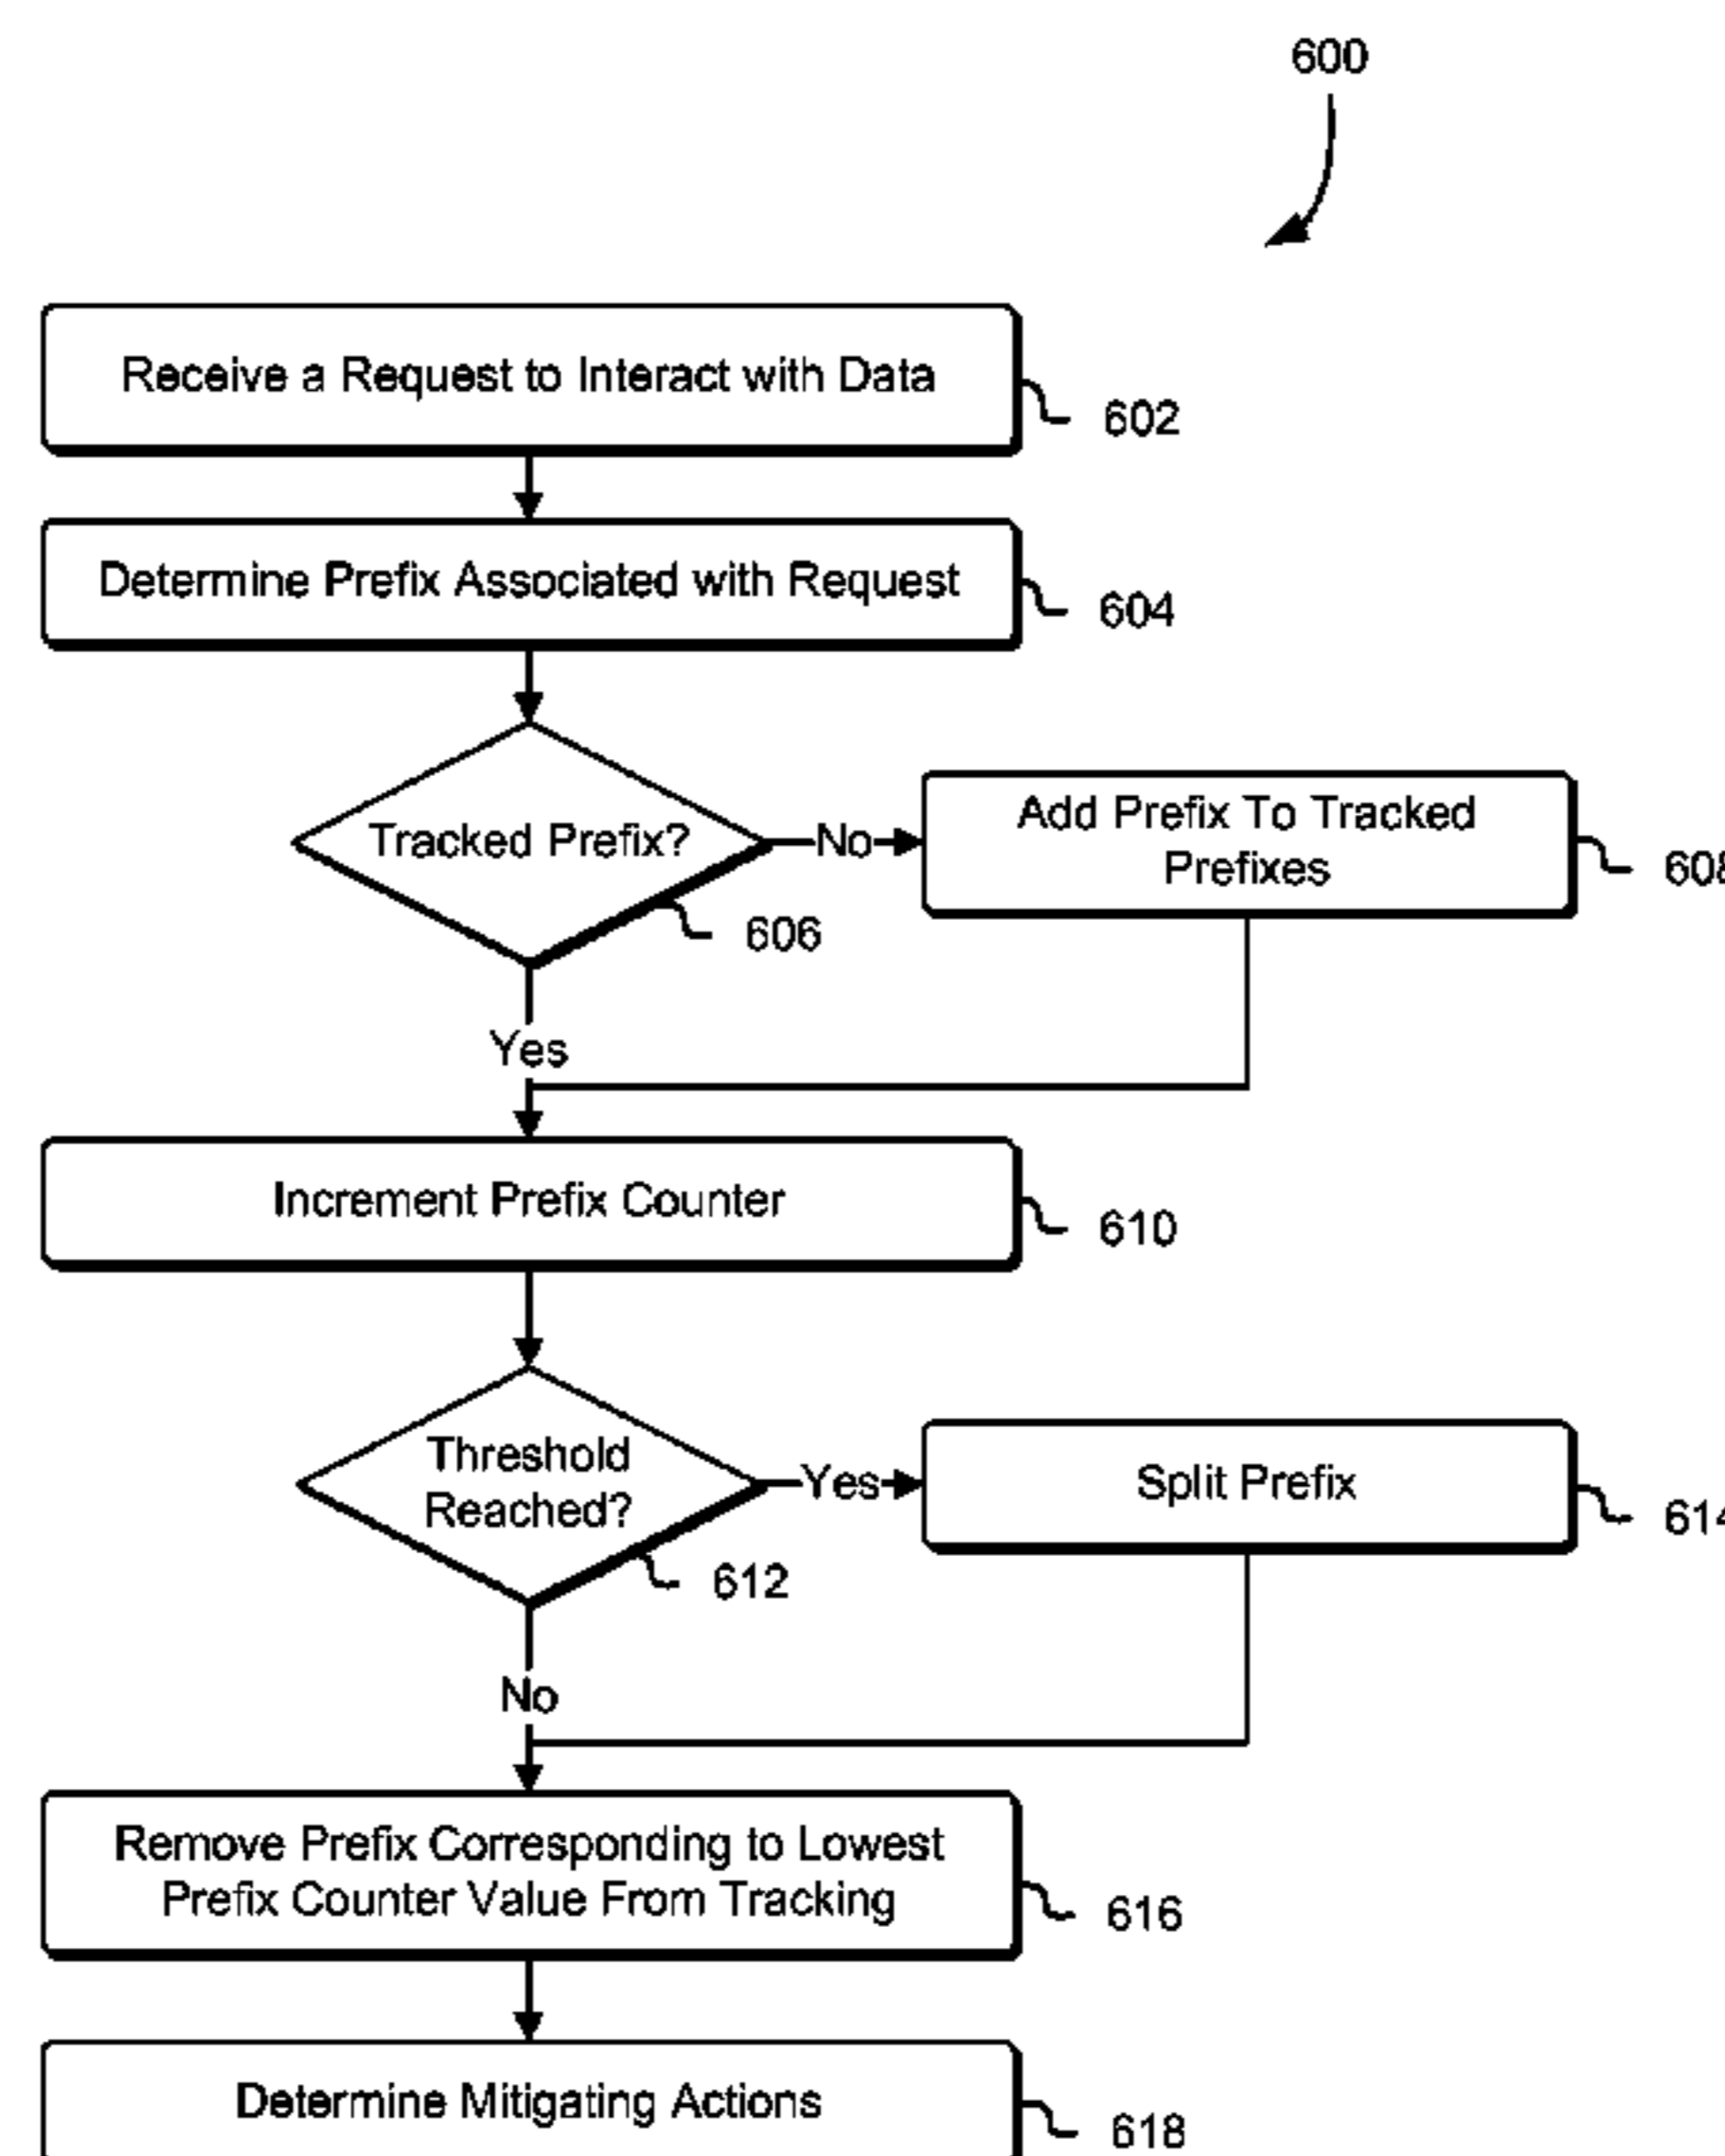 600
Receive a Request to Interact with Data
602
Determine Prefix Associated with Request
604
Tracked Prefix?
No
Add Prefix To Tracked
Prefixes
608
606
Yes
Increment Prefix Counter
610
Threshold
Reached?
Yes
Split Prefix
614
612
No
Remove Prefix Corresponding to Lowest
Prefix Counter Value From Tracking
616
Determine Mitigating Actions
618